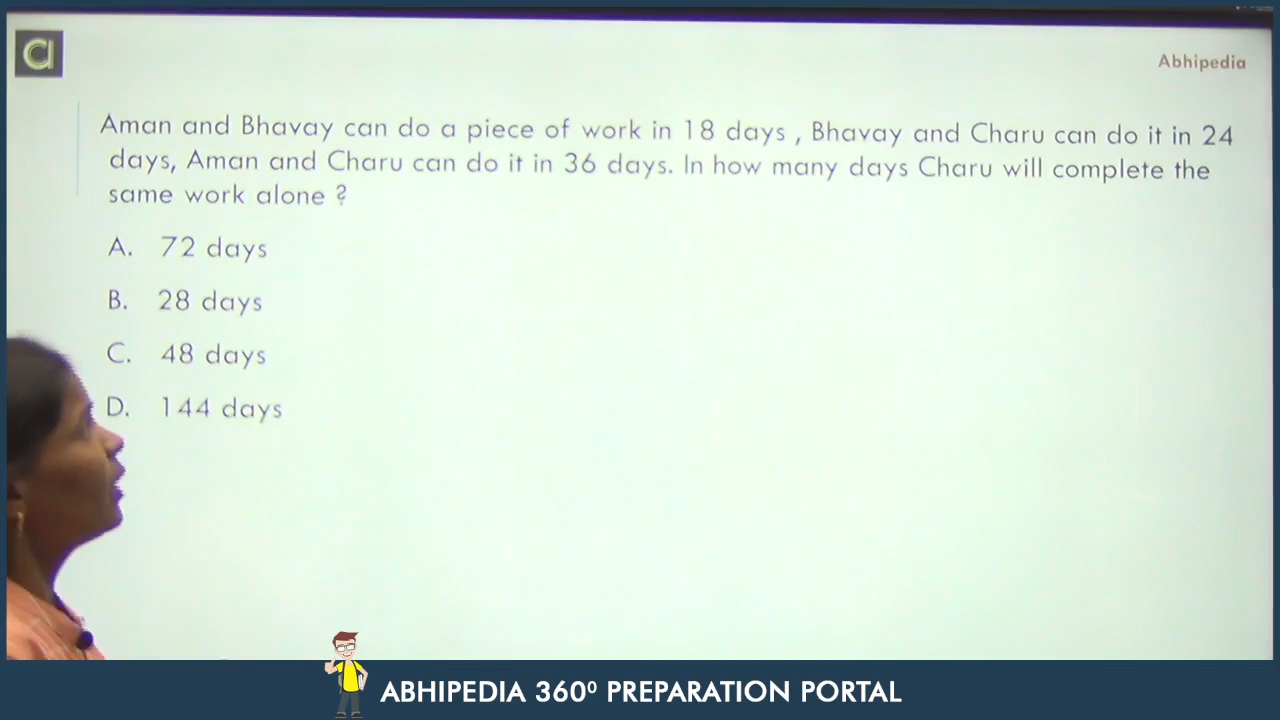 Abhipedia
Aman and Bhavay can do a piece of work in 18 days , Bhavay and Charu can do it in 24
days, Aman and Charu can do it in 36 days. In how many days Charu will complete the
same work alone ?
A. 72 days
B. 28 days
C. 48 days
D. 144 days
ABHIPEDIA 360⁰ PREPARATION PORTAL